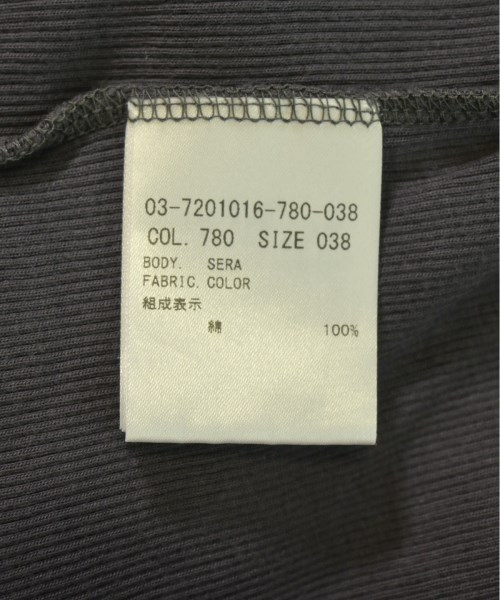 03-7201016-780-038
COL. 780 SIZE 038
BODY. SERA
FABRIC. COLOR
組成表示
綿 100%